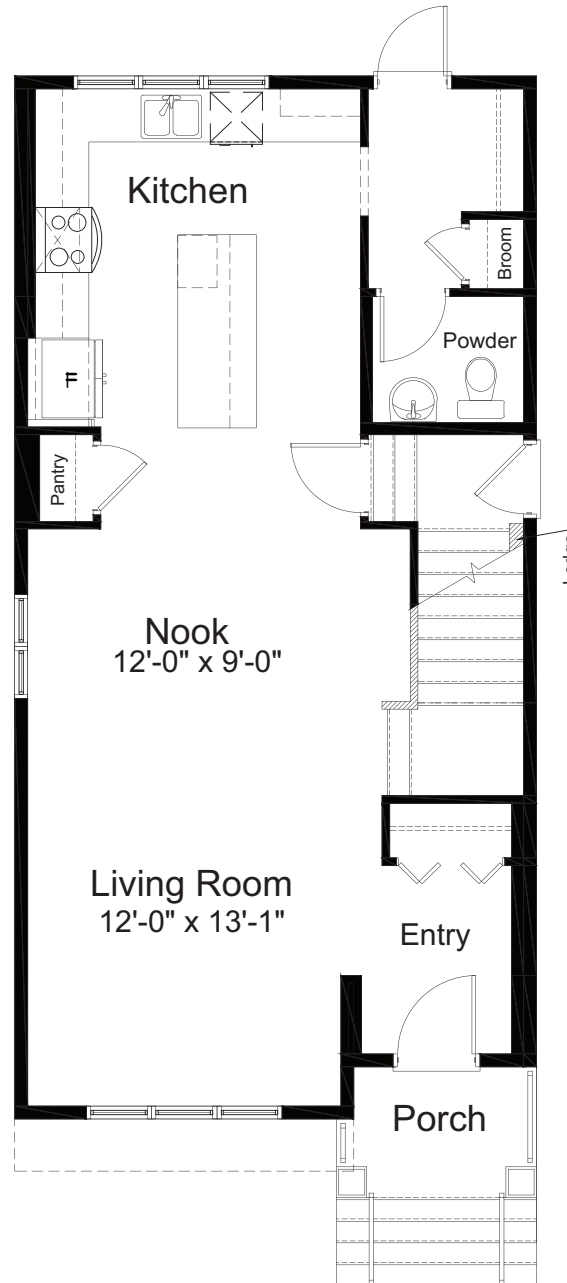 Kitchen
Broom
Powder
Pantry
Nook
12'-0" x 9'-0"
Living Room
12'-0" x 13'-1"
Entry
Porch